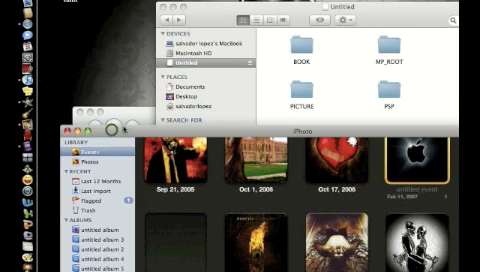 Untitled
DEVICES
salvador lopez's MacBook
Macintosh HD
Untitled
PLACES
Documents
Desktop
salvaderlopez
SEARCH FOR
BOOK
MP_ROOT
PICTURE
PSP
iPhoto
LIBRARY
Events
Photos
RECENT
Last 12 Months
Last Import
Flagged
Trash
ALBUMS
untitled album
untitled album 2
untitled album 3
untitled album 4
untitled album 5
Sep 21, 2005
Oct 1, 2006
Oct 17, 2006
untitled event
Feb 11, 2007